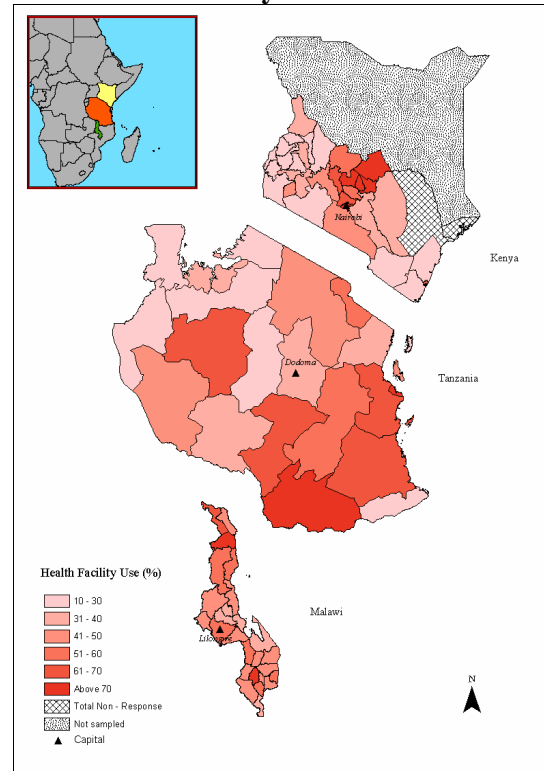 Nairobi
Kenya
Dodoma
Tanzania
Health Facility Use (%)
10 - 30
31 - 40
41 - 50
51 - 60
61 - 70
Above 70
Total Non - Response
Not sampled
Capital
Malawi
Lilongwe
N